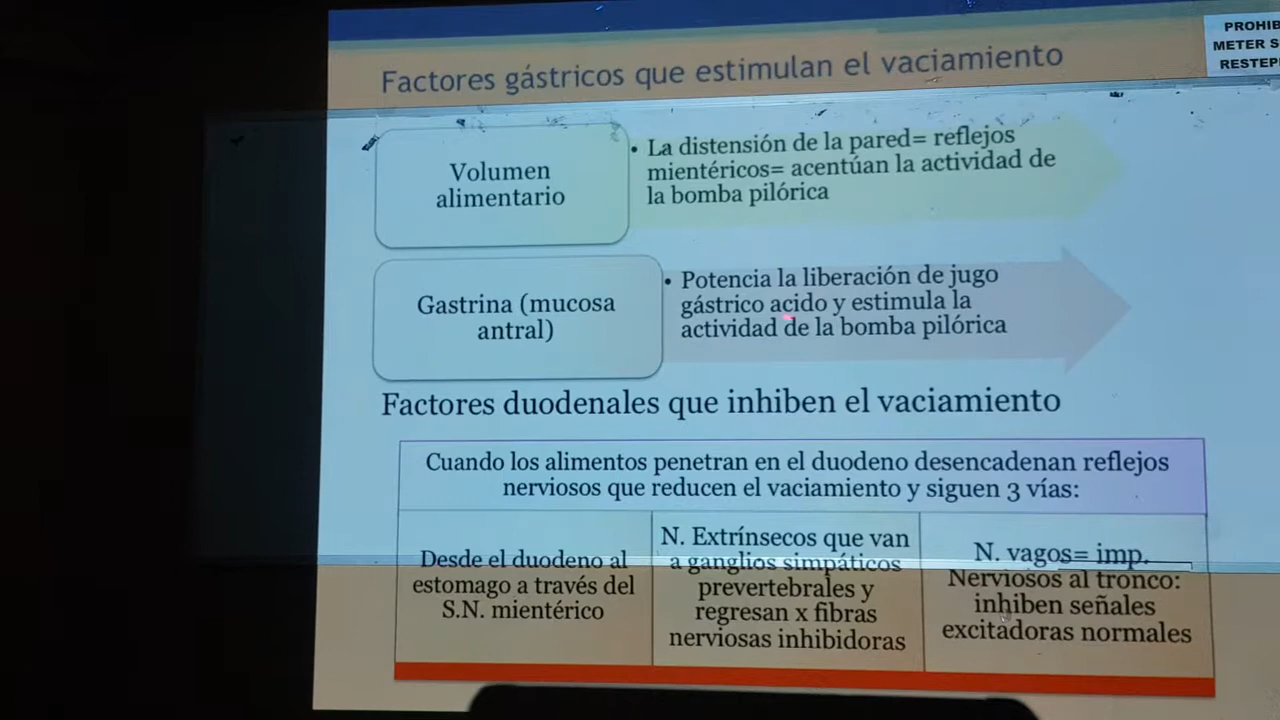 Factores gástricos que estimulan el vaciamiento
PROHIB
METER S
RESTEP
Volumen
alimentario
• La distensión de la pared= reflejos
mientéricos= acentúan la actividad de
la bomba pilórica
Gastrina (mucosa
antral)
• Potencia la liberación de jugo
gástrico acido y estimula la
actividad de la bomba pilórica
Factores duodenales que inhiben el vaciamiento
Cuando los alimentos penetran en el duodeno desencadenan reflejos
nerviosos que reducen el vaciamiento y siguen 3 vías:
Desde el duodeno al
estomago a través del
S.N. mientérico
N. Extrínsecos que van
a ganglios simpáticos
prevertebrales y
regresan x fibras
nerviosas inhibidoras
N. vagos= imp.
Nerviosos al tronco:
inhiben señales
excitadoras normales